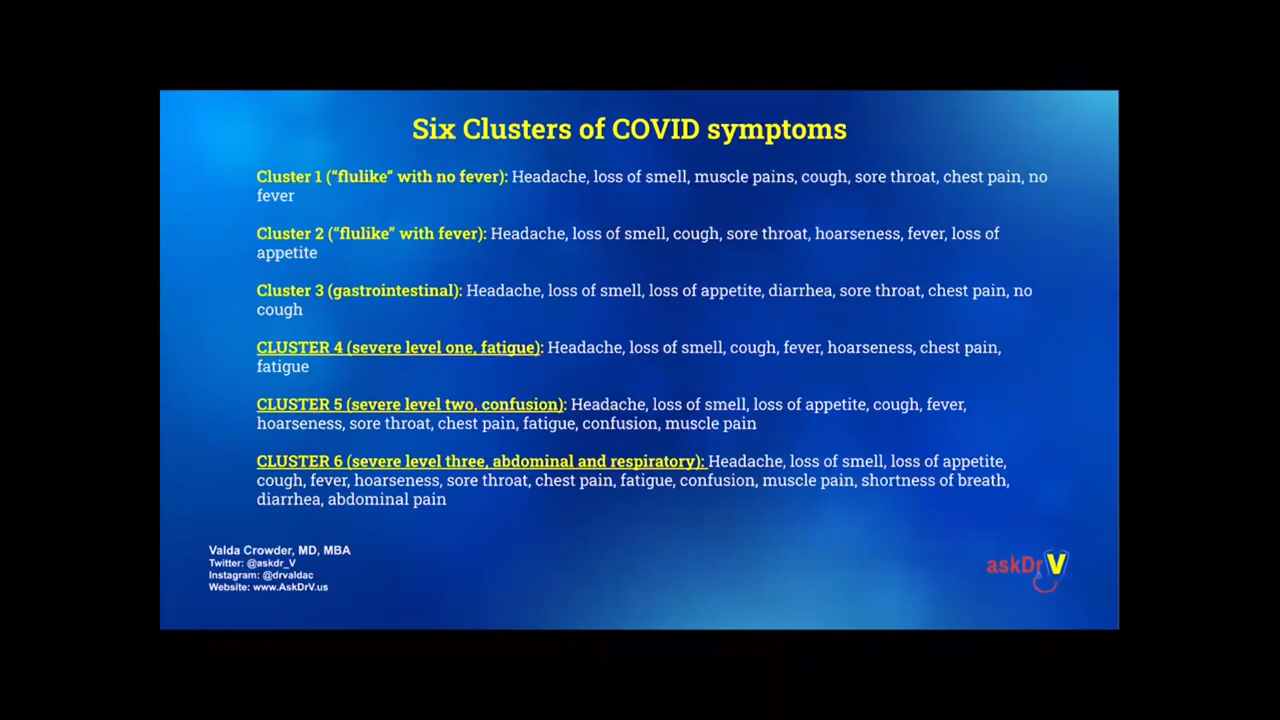 Six Clusters of COVID symptoms
Cluster 1 (“flulike” with no fever): Headache, loss of smell, muscle pains, cough, sore throat, chest pain, no
fever
Cluster 2 (“flulike” with fever): Headache, loss of smell, cough, sore throat, hoarseness, fever, loss of
appetite
Cluster 3 (gastrointestinal): Headache, loss of smell, loss of appetite, diarrhea, sore throat, chest pain, no
cough
CLUSTER 4 (severe level one, fatigue): Headache, loss of smell, cough, fever, hoarseness, chest pain,
fatigue
CLUSTER 5 (severe level two, confusion): Headache, loss of smell, loss of appetite, cough, fever,
hoarseness, sore throat, chest pain, fatigue, confusion, muscle pain
CLUSTER 6 (severe level three, abdominal and respiratory): Headache, loss of smell, loss of appetite,
cough, fever, hoarseness, sore throat, chest pain, fatigue, confusion, muscle pain, shortness of breath,
diarrhea, abdominal pain
Valda Crowder, MD, MBA
Twitter: @askdr_V
Instagram: @drvaldac
Website: www.AskDrV.us
askDrV